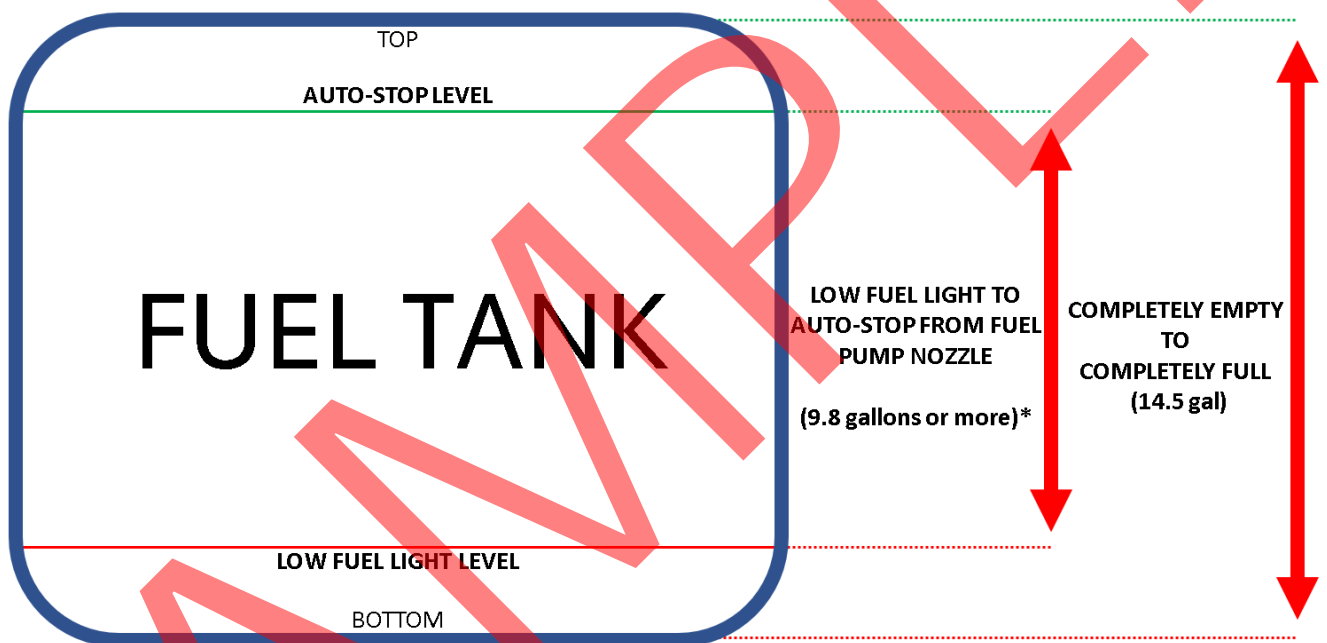 TOP
AUTO-STOP LEVEL
FUEL TANK
LOW FUEL LIGHT LEVEL
BOTTOM
LOW FUEL LIGHT TO
AUTO-STOP FROM FUEL
PUMP NOZZLE
(9.8 gallons or more)*
COMPLETELY EMPTY
TO
COMPLETELY FULL
(14.5 gal)
MPL